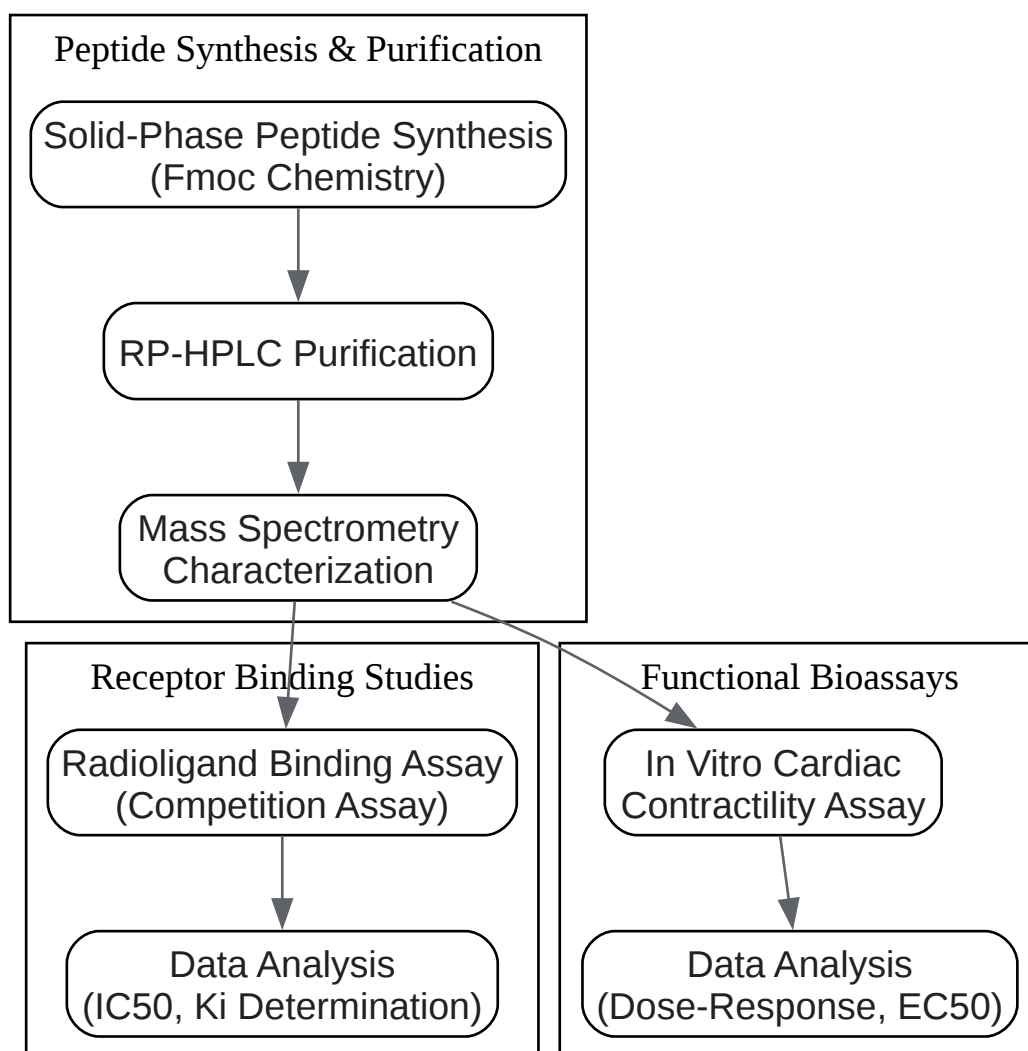 Peptide Synthesis & Purification
Solid-Phase Peptide Synthesis
(Fmoc Chemistry)
RP-HPLC Purification
Mass Spectrometry
Characterization
Receptor Binding Studies
Radioligand Binding Assay
(Competition Assay)
Data Analysis
(IC50, Ki Determination)
Functional Bioassays
In Vitro Cardiac
Contractility Assay
Data Analysis
(Dose-Response, EC50)